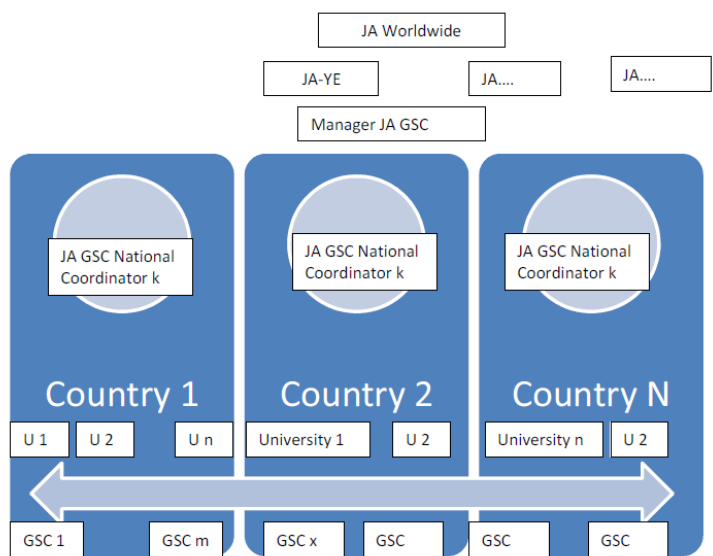 JA Worldwide
JA-YE
JA....
JA....
Manager JA GSC
JA GSC National
Coordinator k
JA GSC National
Coordinator k
JA GSC National
Coordinator k
Country 1
Country 2
Country N
U 1
U 2
U n
University 1
U 2
University n
U 2
GSC 1
GSC m
GSC x
GSC
GSC
GSC